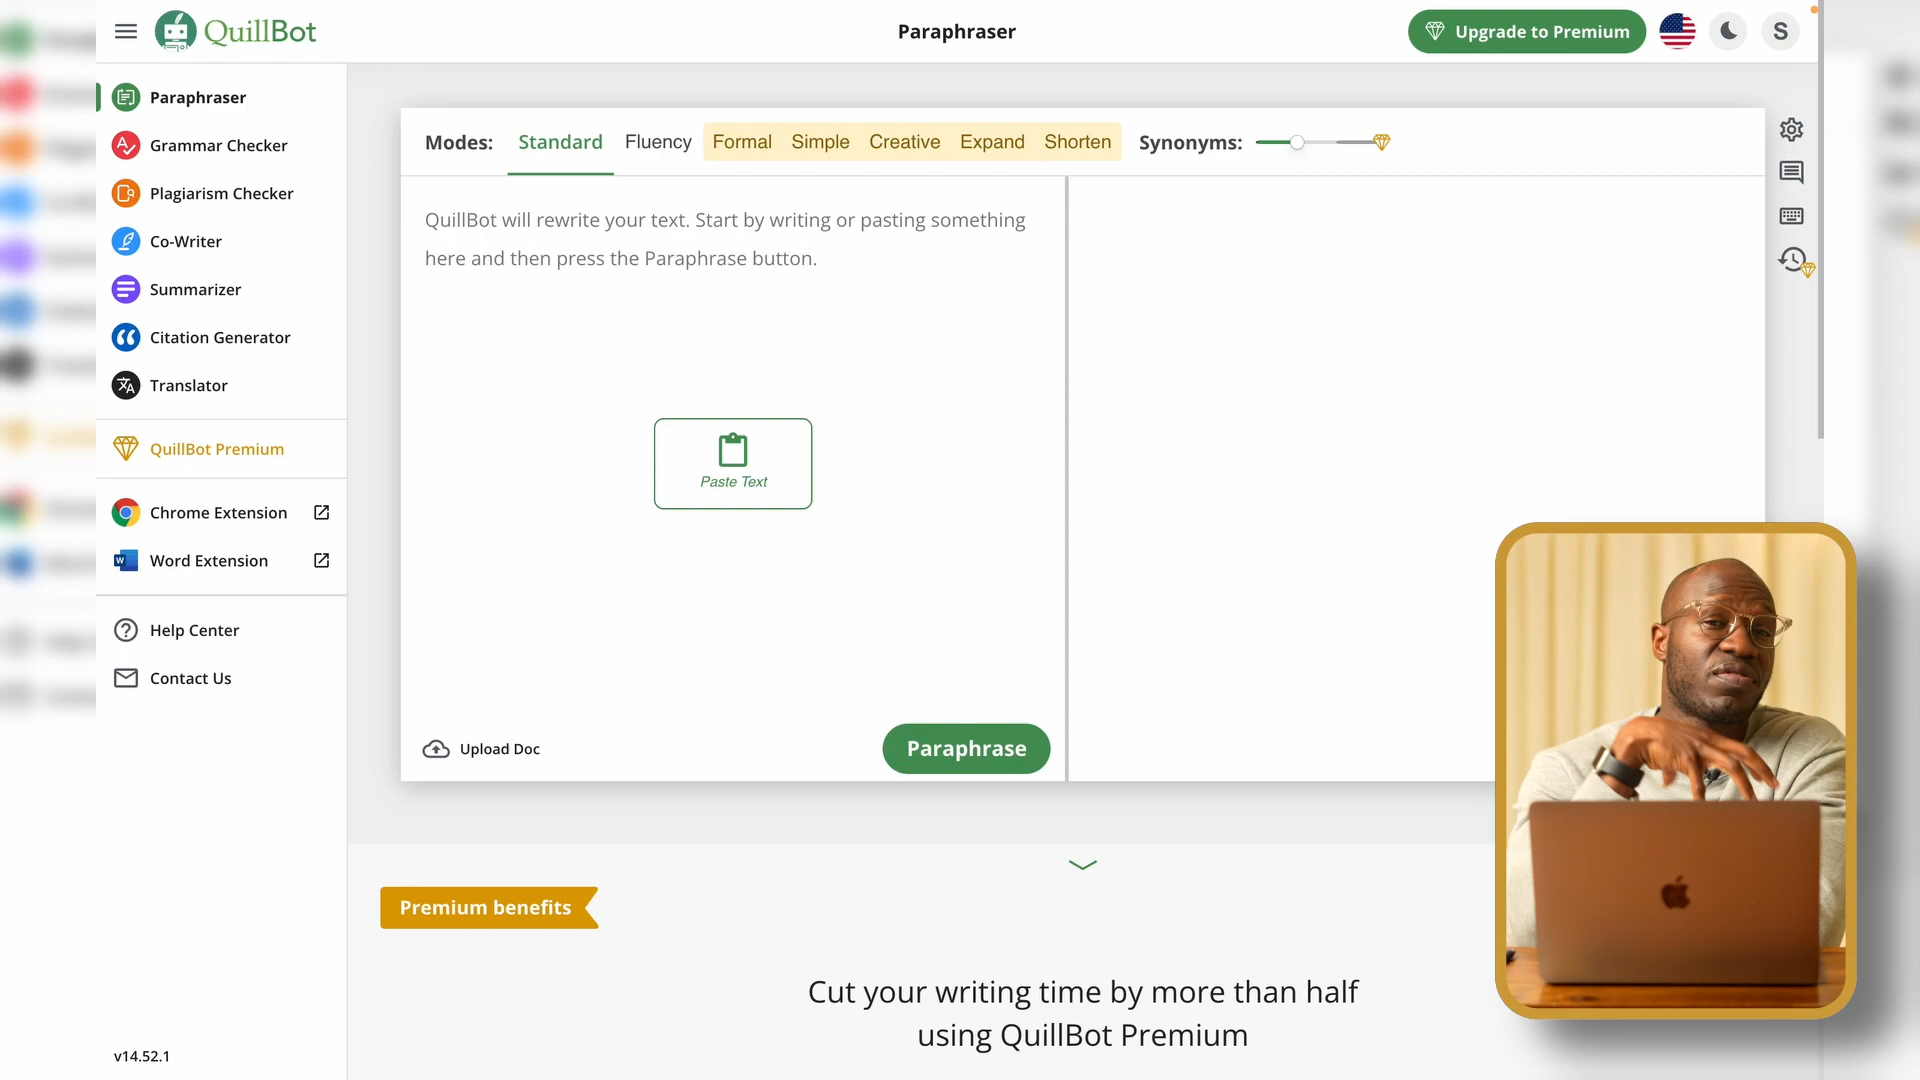 QuillBot
Paraphraser
Upgrade to Premium
S
Paraphraser
Grammar Checker
Plagiarism Checker
Co-Writer
Summarizer
Citation Generator
Translator
QuillBot Premium
Chrome Extension
Word Extension
Help Center
Contact Us
v14.52.1
Modes: Standard Fluency Formal Simple Creative Expand Shorten Synonyms:
QuillBot will rewrite your text. Start by writing or pasting something
here and then press the Paraphrase button.
Paste Text
Upload Doc
Paraphrase
Premium benefits
Cut your writing time by more than half
using QuillBot Premium